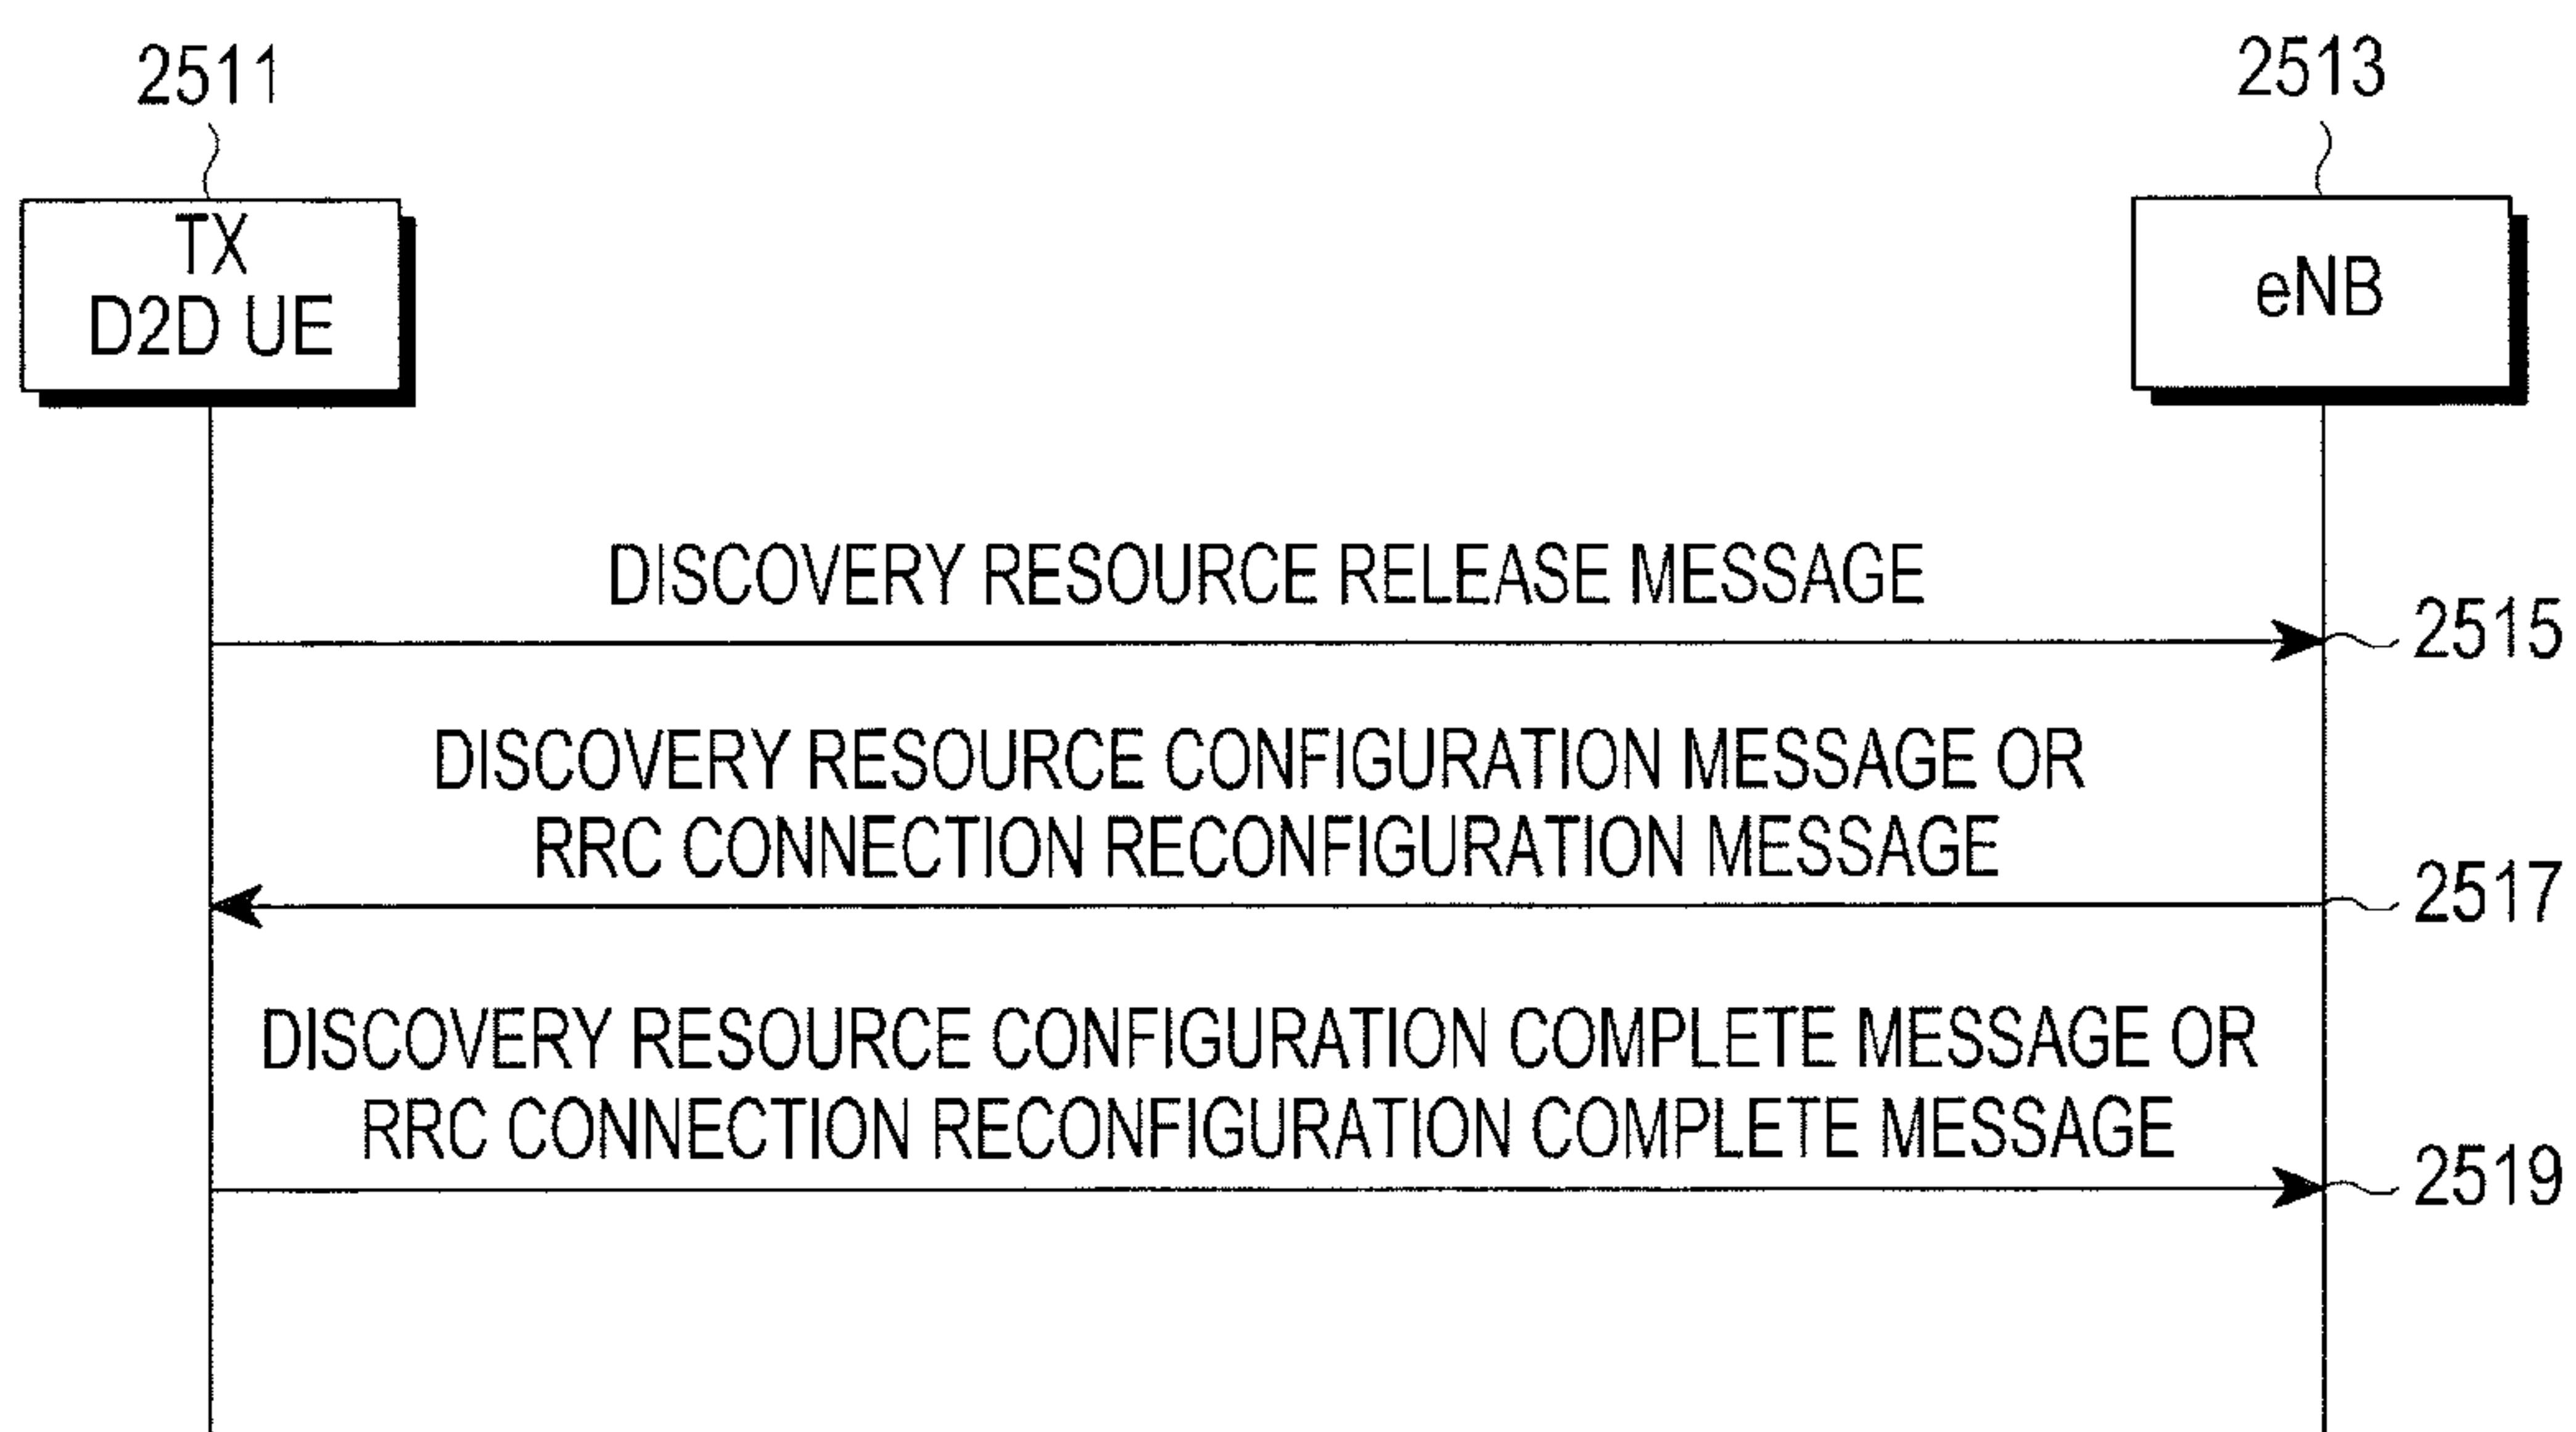 2511
2513
TX
D2D UE
eNB
DISCOVERY RESOURCE RELEASE MESSAGE
2515
DISCOVERY RESOURCE CONFIGURATION MESSAGE OR
RRC CONNECTION RECONFIGURATION MESSAGE
2517
DISCOVERY RESOURCE CONFIGURATION COMPLETE MESSAGE OR
RRC CONNECTION RECONFIGURATION COMPLETE MESSAGE
2519